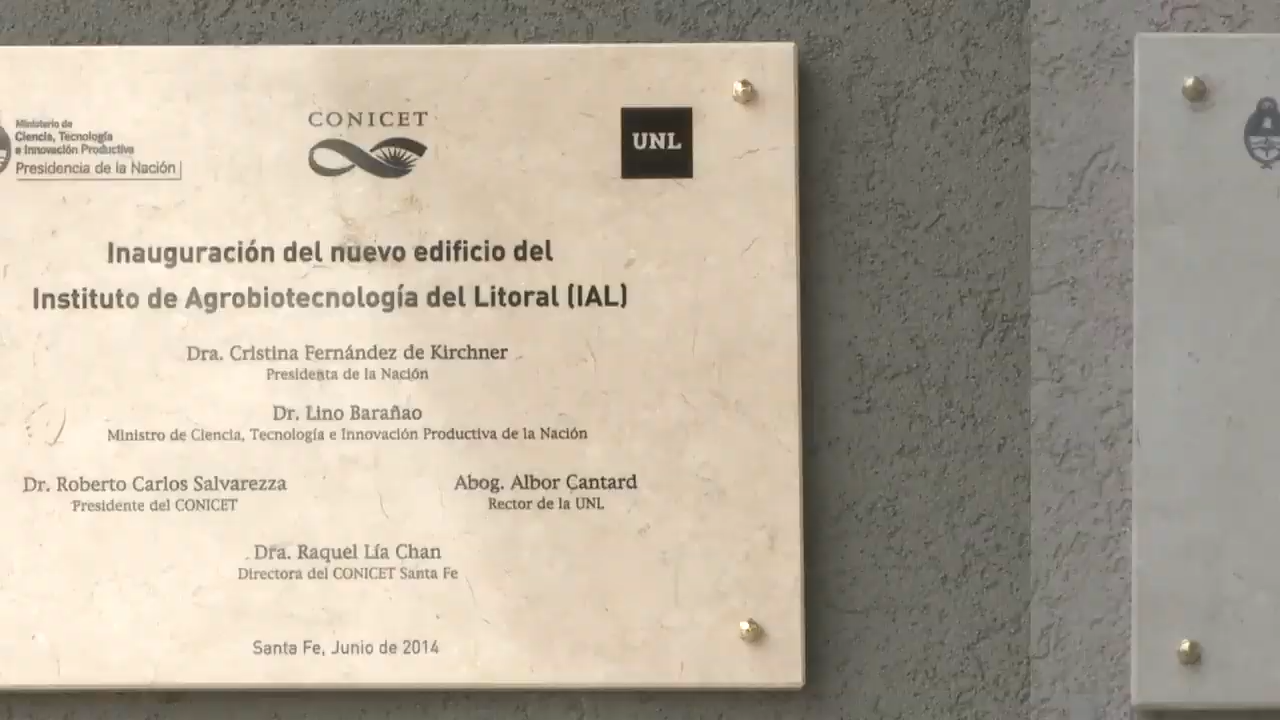 Ministerio de
Ciencia, Tecnología
e Innovación Productiva
Presidencia de la Nación
CONICET
UNL
Inauguración del nuevo edificio del
Instituto de Agrobiotecnología del Litoral (IAL)
Dra. Cristina Fernández de Kirchner
Presidenta de la Nación
Dr. Lino Barañao
Ministro de Ciencia, Tecnología e Innovación Productiva de la Nación
Dr. Roberto Carlos Salvarezza
Presidente del CONICET
Abog. Albor Cantard
Rector de la UNL
Dra. Raquel Lía Chan
Directora del CONICET Santa Fe
Santa Fe, Junio de 2014